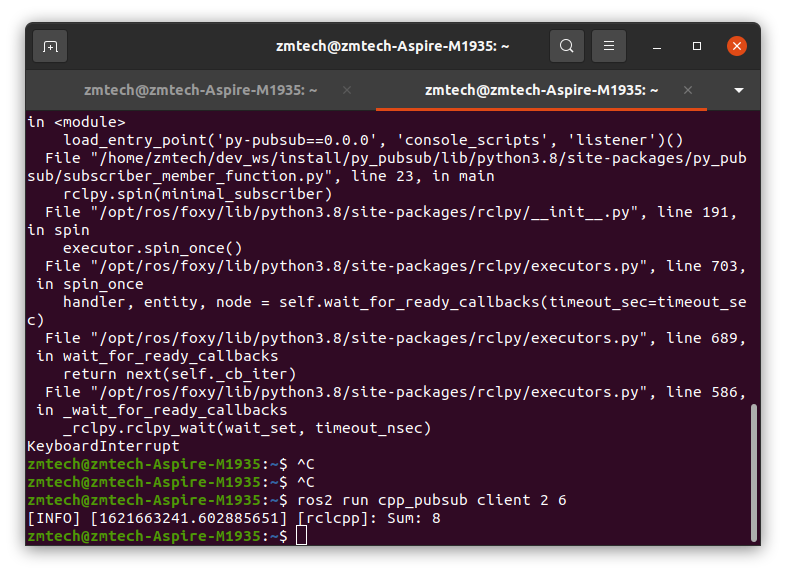 zmtech@zmtech-Aspire-M1935: ~
zmtech@zmtech-Aspire-M1935: ~
zmtech@zmtech-Aspire-M1935: ~
in <module>
    load_entry_point('py-pubsub==0.0.0', 'console_scripts', 'listener')()
  File "/home/zmtech/dev_ws/install/py_pubsub/lib/python3.8/site-packages/py_pub
sub/subscriber_member_function.py", line 23, in main
    rclpy.spin(minimal_subscriber)
  File "/opt/ros/foxy/lib/python3.8/site-packages/rclpy/__init__.py", line 191,
in spin
    executor.spin_once()
  File "/opt/ros/foxy/lib/python3.8/site-packages/rclpy/executors.py", line 703,
 in spin_once
    handler, entity, node = self.wait_for_ready_callbacks(timeout_sec=timeout_se
c)
  File "/opt/ros/foxy/lib/python3.8/site-packages/rclpy/executors.py", line 689,
 in wait_for_ready_callbacks
    return next(self._cb_iter)
  File "/opt/ros/foxy/lib/python3.8/site-packages/rclpy/executors.py", line 586,
 in _wait_for_ready_callbacks
    _rclpy.rclpy_wait(wait_set, timeout_nsec)
KeyboardInterrupt
zmtech@zmtech-Aspire-M1935:~$ ^C
zmtech@zmtech-Aspire-M1935:~$ ^C
zmtech@zmtech-Aspire-M1935:~$ ros2 run cpp_pubsub client 2 6
[INFO] [1621663241.602885651] [rclcpp]: Sum: 8
zmtech@zmtech-Aspire-M1935:~$